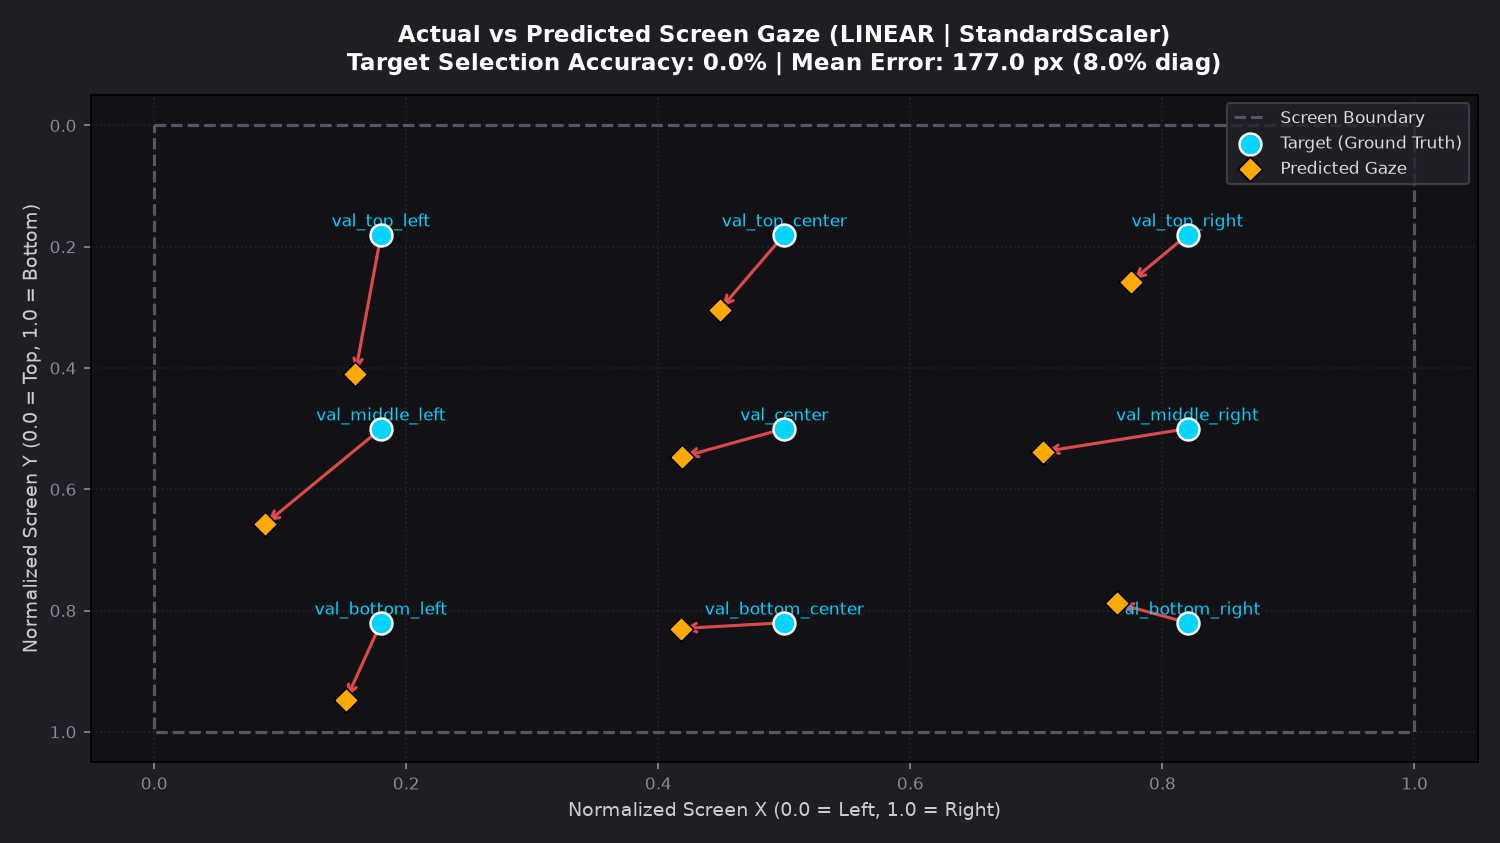 Actual vs Predicted Screen Gaze (LINEAR | StandardScaler)
Target Selection Accuracy: 0.0% | Mean Error: 177.0 px (8.0% diag)
Screen Boundary
Target (Ground Truth)
Predicted Gaze
Normalized Screen Y (0.0 = Top, 1.0 = Bottom)
0.0
0.2
0.4
0.6
0.8
1.0
val_top_left
val_top_center
val_top_right
val_middle_left
val_center
val_middle_right
val_bottom_left
val_bottom_center
val_bottom_right
0.0
0.2
0.4
0.6
0.8
1.0
Normalized Screen X (0.0 = Left, 1.0 = Right)